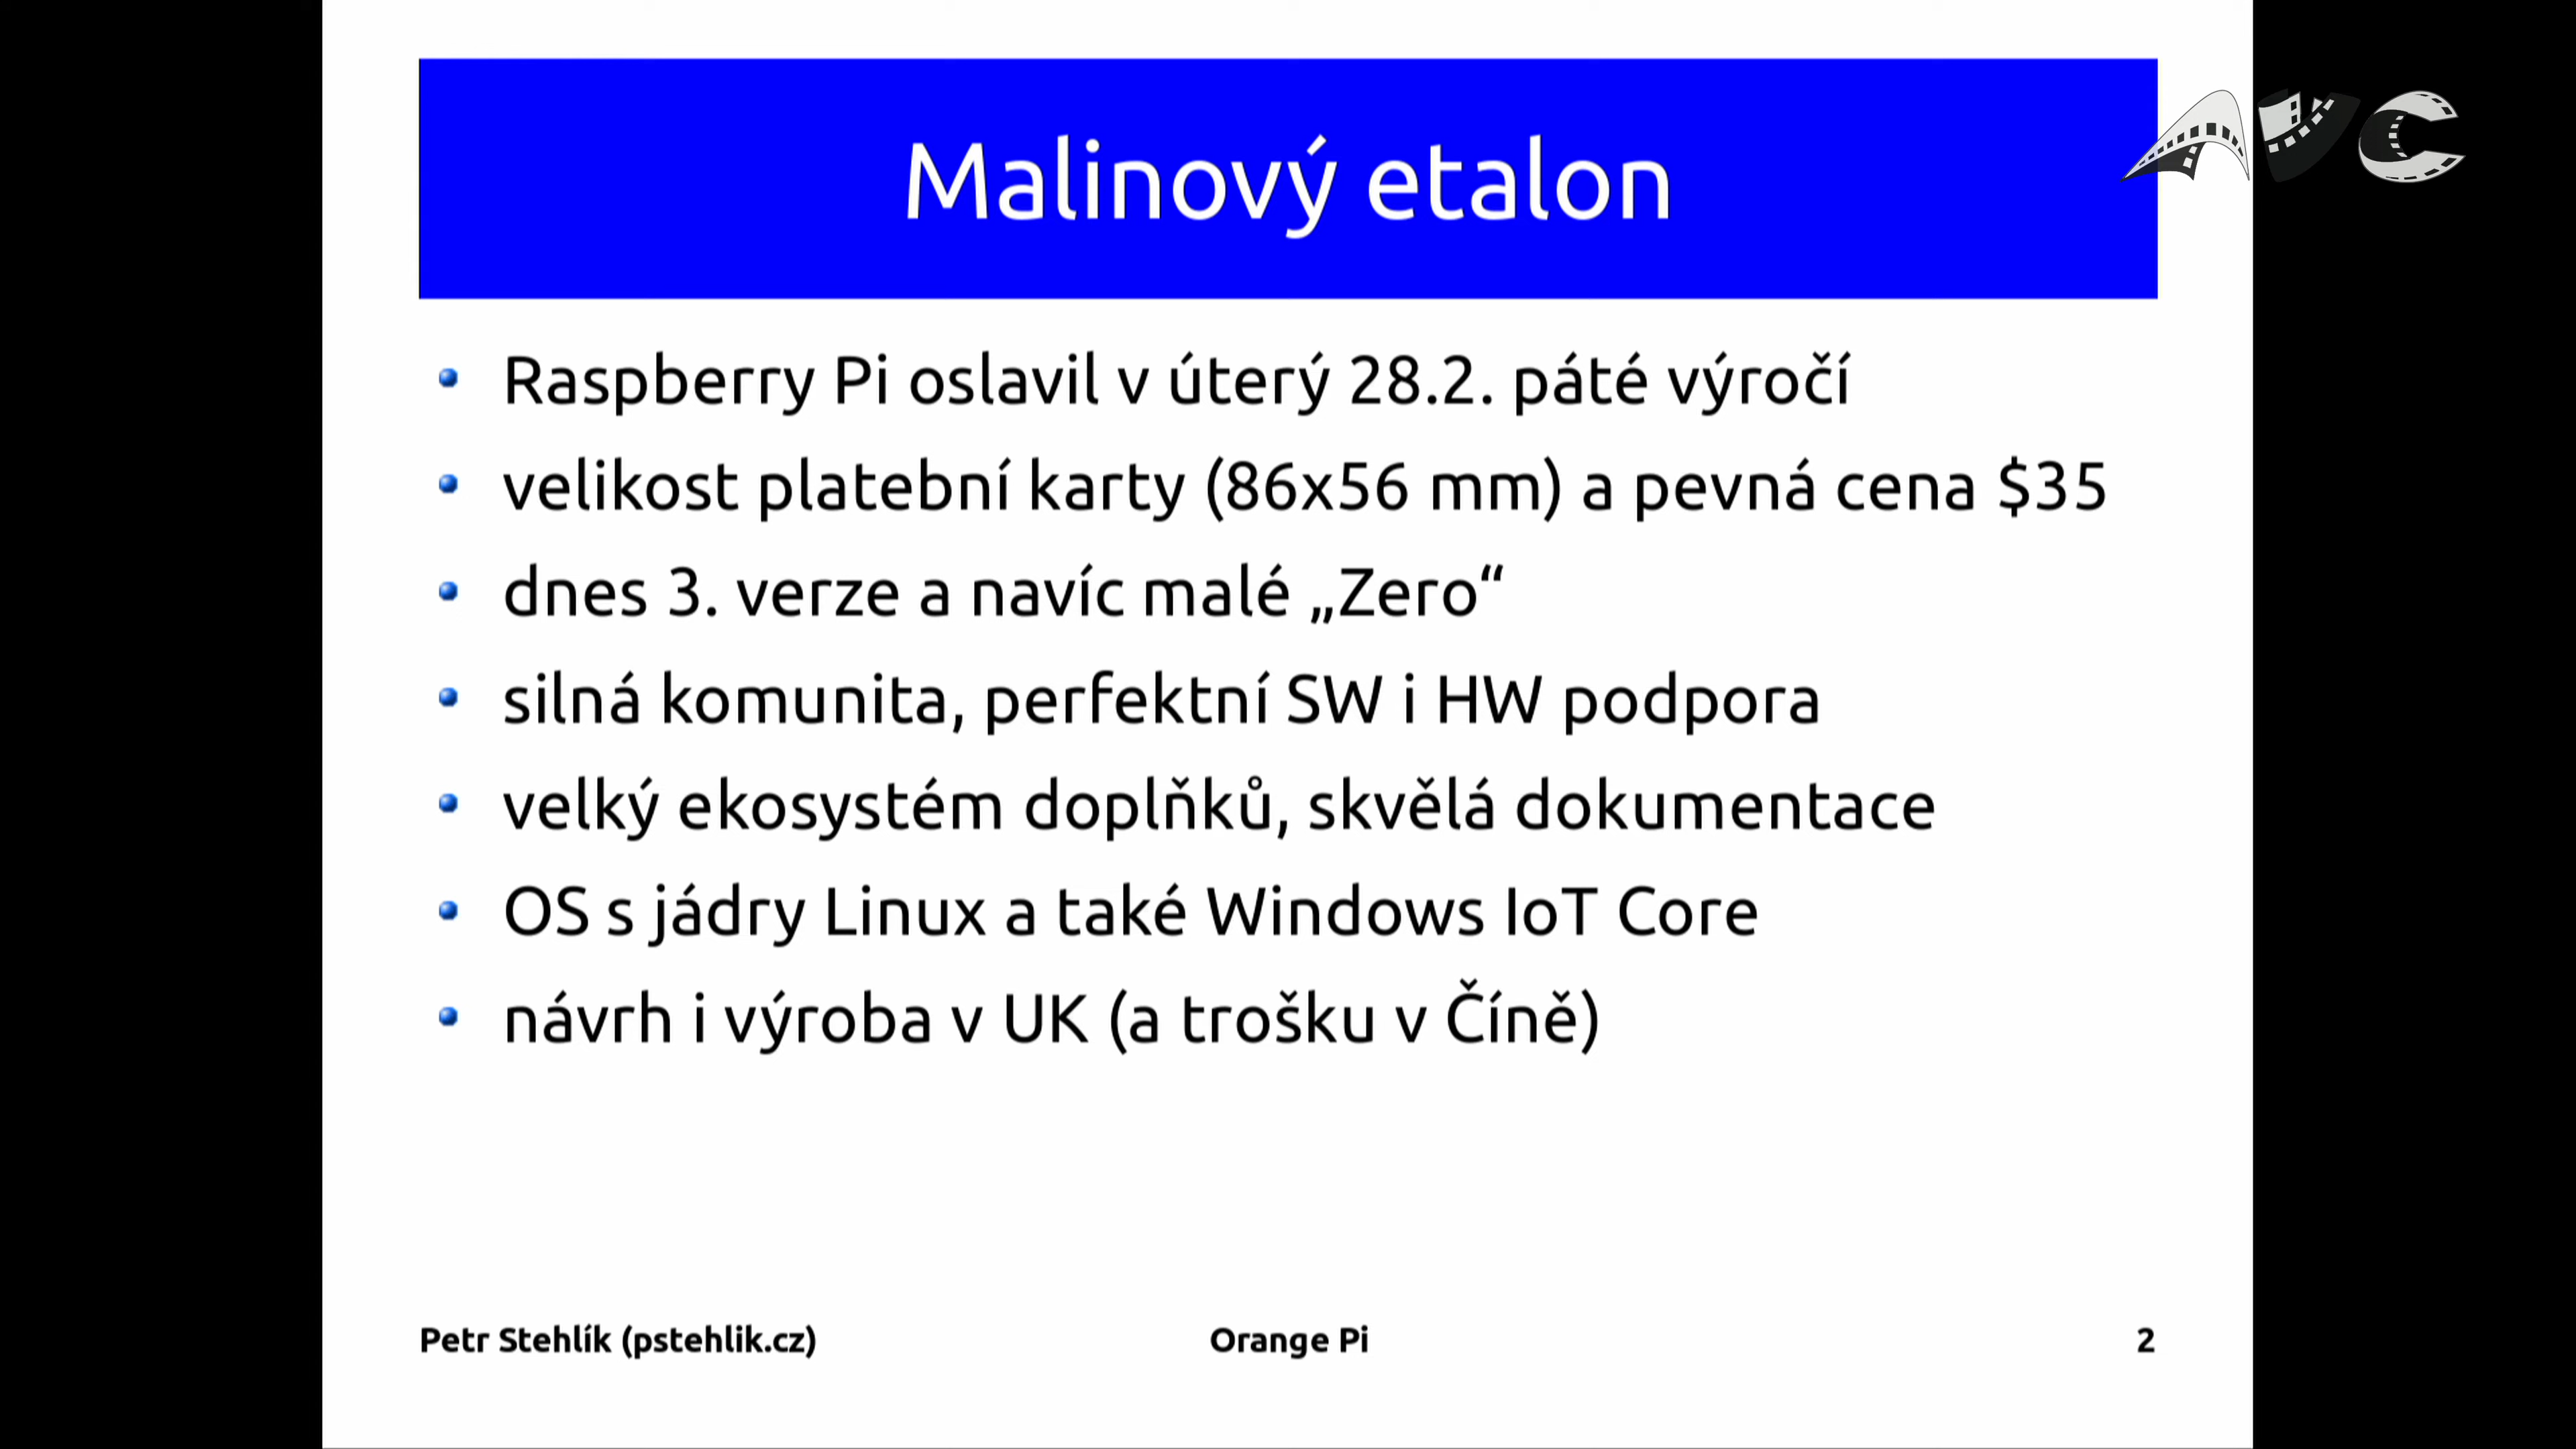 Malinový etalon
AVC
Raspberry Pi oslavil v úterý 28.2. páté výročí
velikost platební karty (86x56 mm) a pevná cena $35
dnes 3. verze a navíc malé „Zero“
silná komunita, perfektní SW i HW podpora
velký ekosystém doplňků, skvělá dokumentace
OS s jádry Linux a také Windows IoT Core
návrh i výroba v UK (a trošku v Číně)
Petr Stehlík (pstehlik.cz)
Orange Pi
2